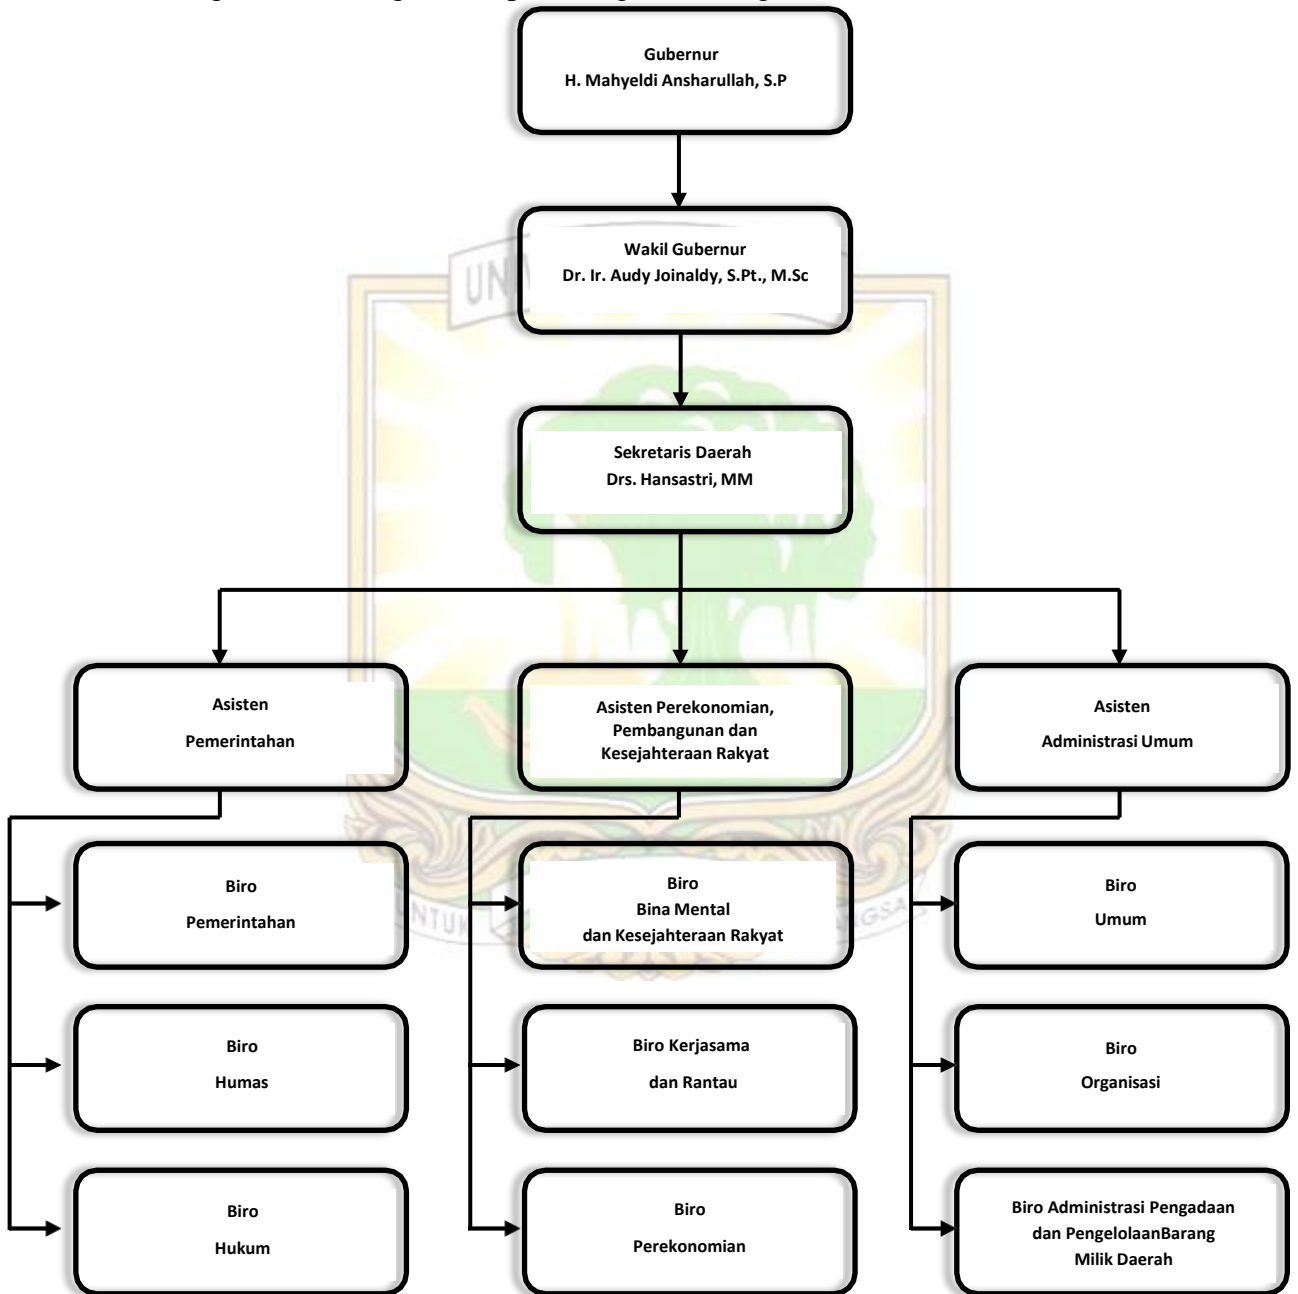 Gubernur
H. Mahyeldi Ansharullah, S.P
Wakil Gubernur
Dr. Ir. Audy Joinaldy, S.Pt., M.Sc
Sekretaris Daerah
Drs. Hansastri, MM
Asisten
Pemerintahan
Asisten Perekonomian,
Pembangunan dan
Kesejahteraan Rakyat
Asisten
Administrasi Umum
Biro
Pemerintahan
Biro
Bina Mental
dan Kesejahteraan Rakyat
Biro
Umum
Biro
Humas
Biro Kerjasama
dan Rantau
Biro
Organisasi
Biro
Hukum
Biro
Perekonomian
Biro Administrasi Pengadaan
dan PengelolaanBarang
Milik Daerah
UNTUK